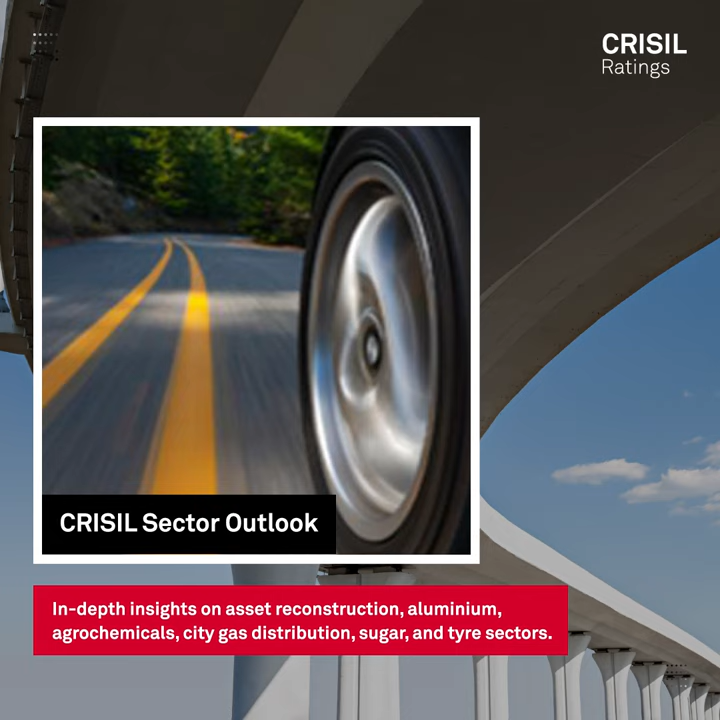 CRISIL
Ratings
CRISIL Sector Outlook
In-depth insights on asset reconstruction, aluminium,
agrochemicals, city gas distribution, sugar, and tyre sectors.